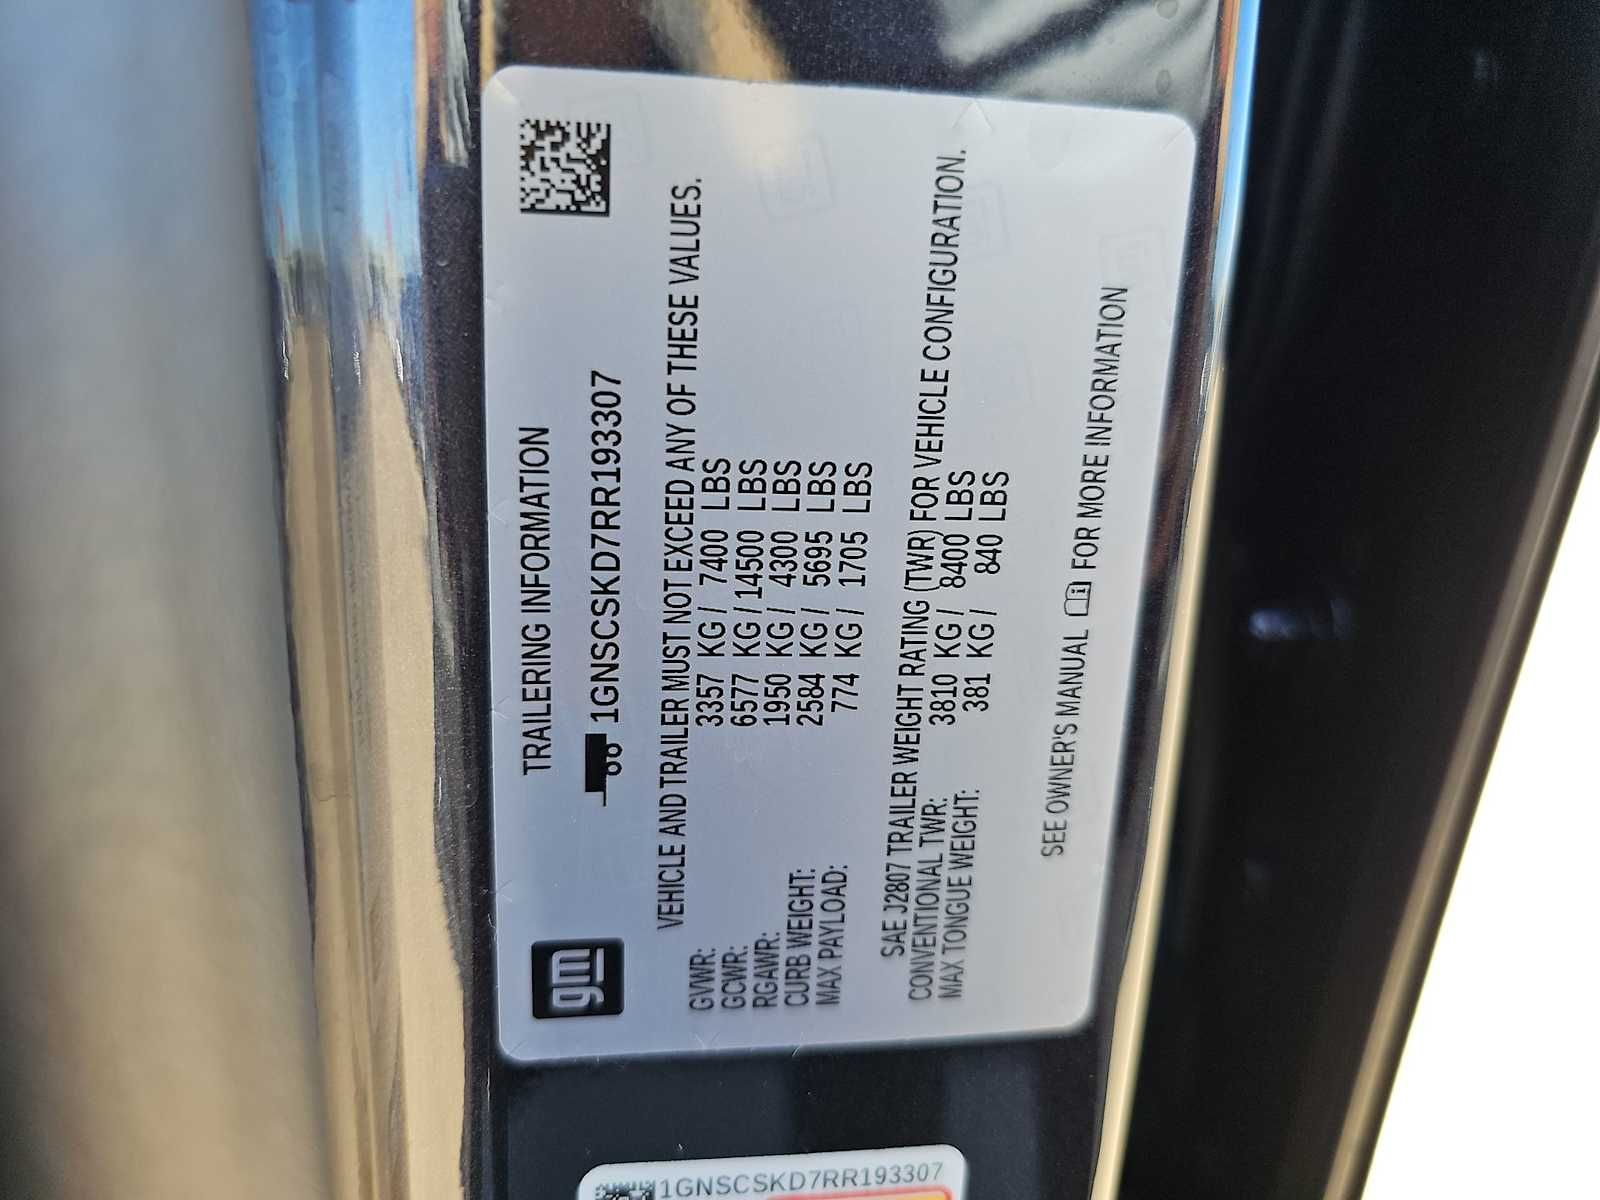 gm
TRAILERING INFORMATION
1GNSCSKD7RR193307
VEHICLE AND TRAILER MUST NOT EXCEED ANY OF THESE VALUES.
GVWR: 3357 KG / 7400 LBS
GCWR: 6577 KG / 14500 LBS
RGAWR: 1950 KG / 4300 LBS
CURB WEIGHT: 2584 KG / 5695 LBS
MAX PAYLOAD: 774 KG / 1705 LBS
SAE J2807 TRAILER WEIGHT RATING (TWR) FOR VEHICLE CONFIGURATION.
CONVENTIONAL TWR: 3810 KG / 8400 LBS
MAX TONGUE WEIGHT: 381 KG / 840 LBS
SEE OWNER'S MANUAL FOR MORE INFORMATION
1GNSCSKD7RR193307